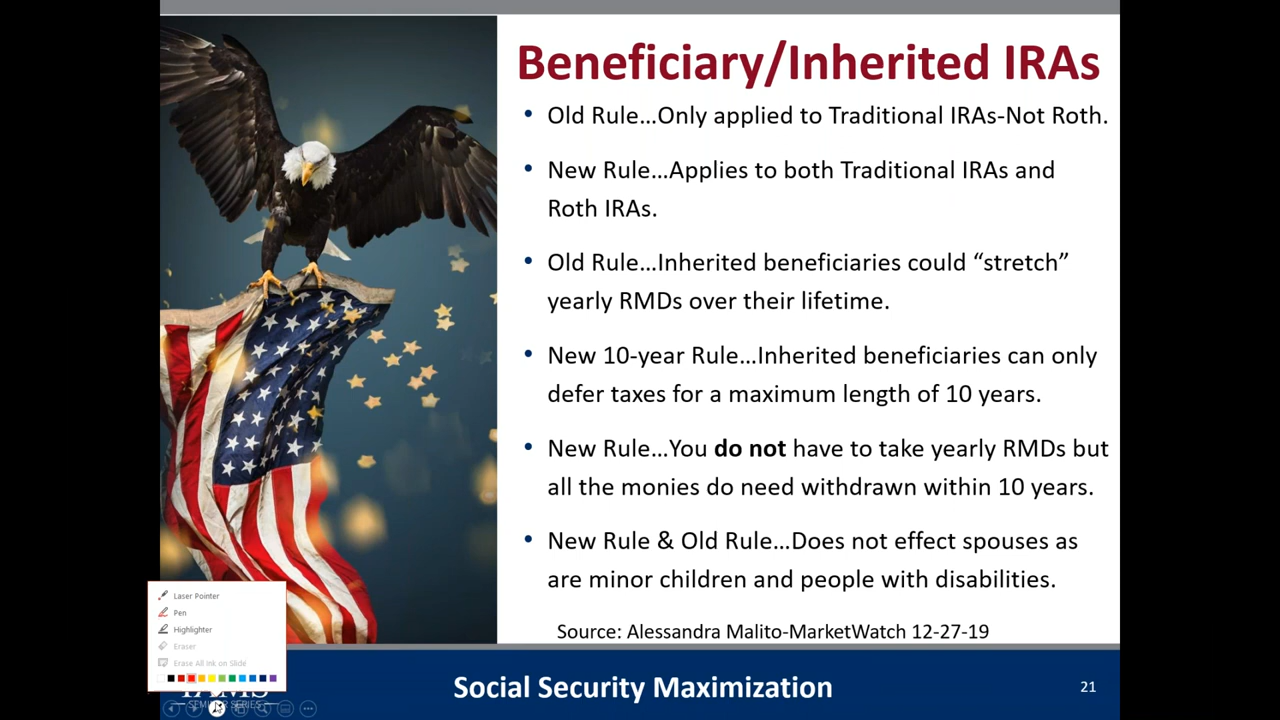 Beneficiary/Inherited IRAs
• Old Rule...Only applied to Traditional IRAs-Not Roth.
• New Rule...Applies to both Traditional IRAs and
Roth IRAs.
• Old Rule...Inherited beneficiaries could “stretch”
yearly RMDs over their lifetime.
• New 10-year Rule...Inherited beneficiaries can only
defer taxes for a maximum length of 10 years.
• New Rule...You do not have to take yearly RMDs but
all the monies do need withdrawn within 10 years.
• New Rule & Old Rule...Does not effect spouses as
are minor children and people with disabilities.
Source: Alessandra Malito-MarketWatch 12-27-19
Laser Pointer
Pen
Highlighter
Eraser
Erase All Ink on Slide
Social Security Maximization
21